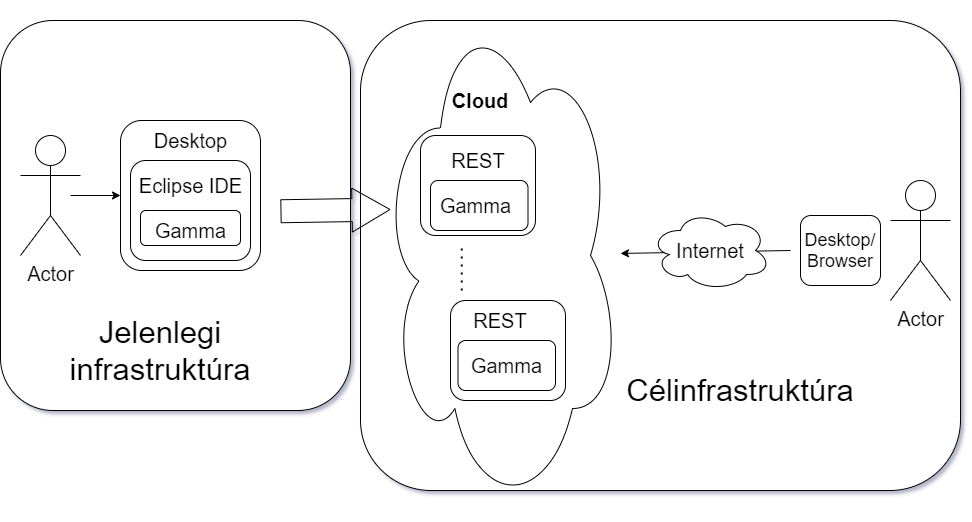 Desktop
Eclipse IDE
Gamma
Actor
Jelenlegi
infrastruktúra
Cloud
REST
Gamma
REST
Gamma
Internet
Desktop/
Browser
Actor
Célinfrastruktúra